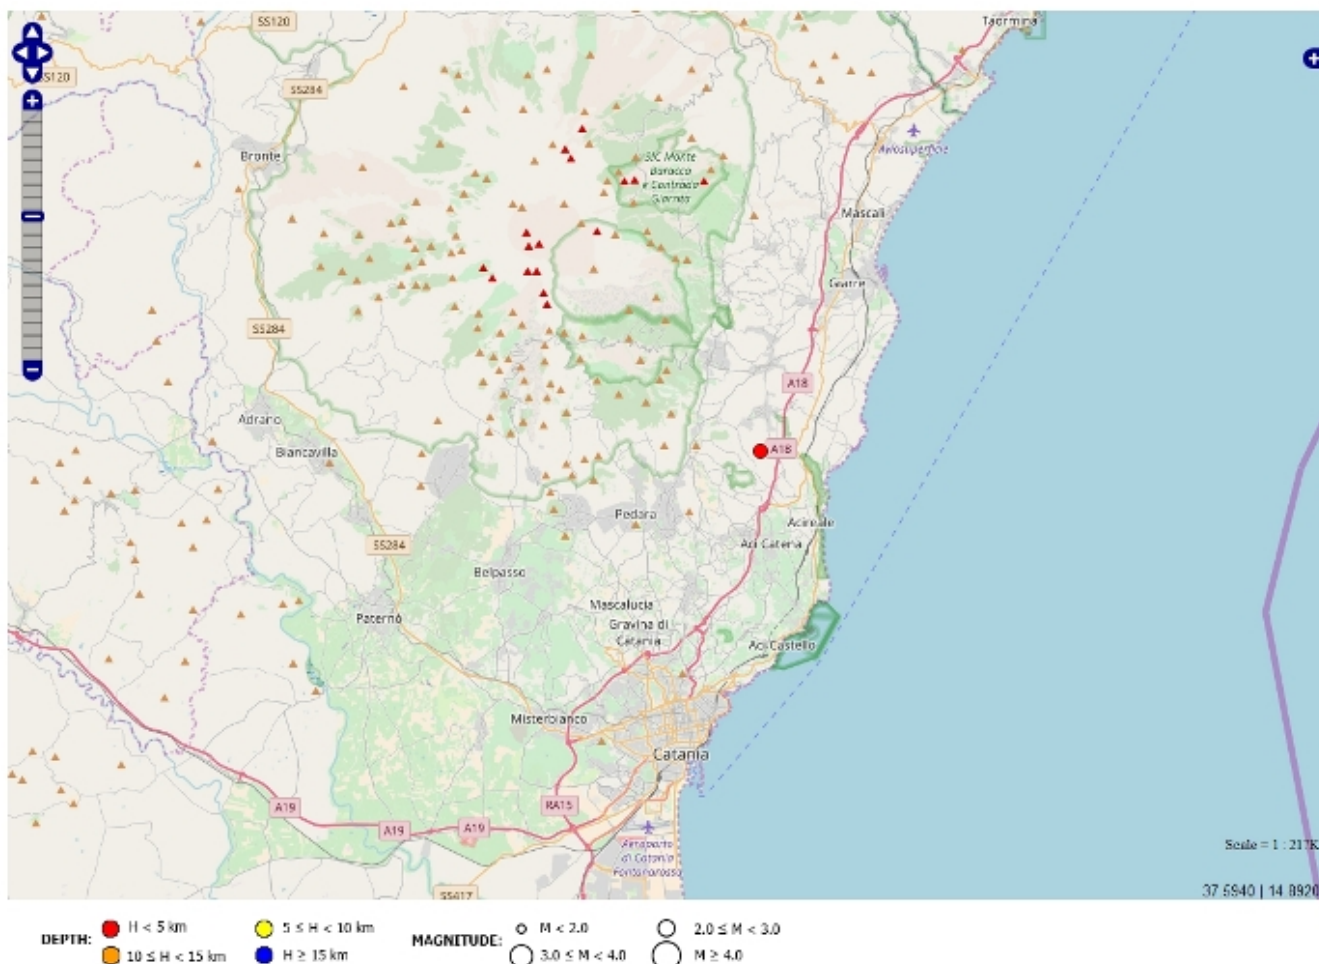 SS120
Taormina
SS120
SS284
Aviosuperficie
Bronte
SIC Monte
Baracca
e Contrada
Giarrita
Mascali
Giarre
SS284
A18
Adrano
Biancavilla
A18
Pedara
Acireale
SS284
Aci Catena
Belpasso
Mascalucia
Paternò
Gravina di
Catania
Aci Castello
Misterbianco
Catania
A19
RA15
A19
A19
Aeroporto
di Catania
Fontanarossa
Scale = 1 : 217K
SS417
37.5940 | 14.8920
DEPTH:
H < 5 km
5 ≤ H < 10 km
10 ≤ H < 15 km
H ≥ 15 km
MAGNITUDE:
M < 2.0
2.0 ≤ M < 3.0
3.0 ≤ M < 4.0
M ≥ 4.0